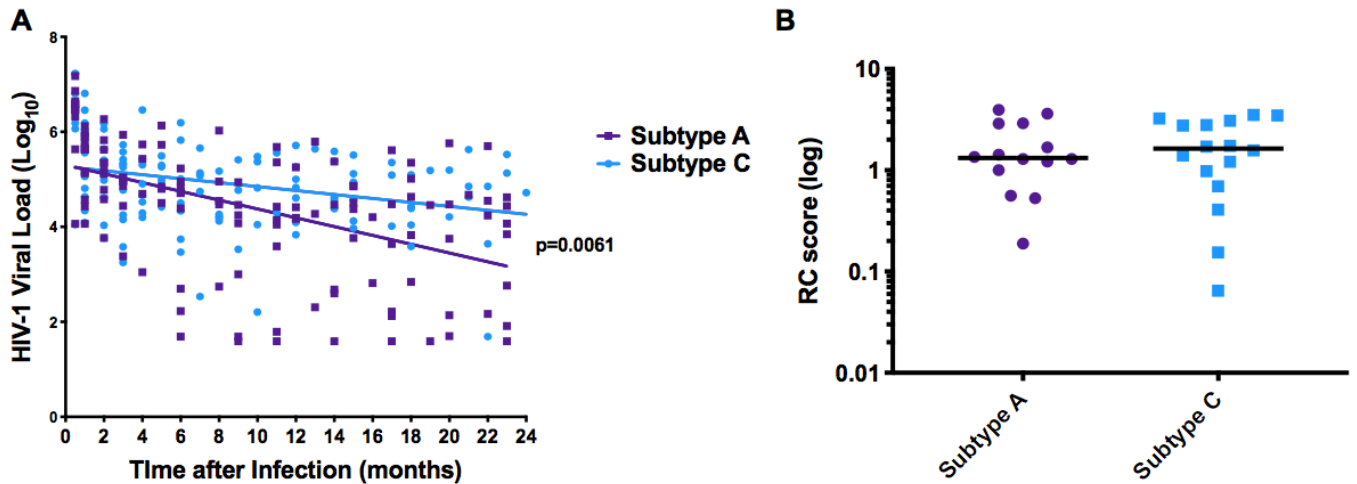 A
HIV-1 Viral Load (Log10)
8
6
4
2
0
0 2 4 6 8 10 12 14 16 18 20 22 24
TIme after Infection (months)
Subtype A
Subtype C
p=0.0061
B
RC score (log)
10
1
0.1
0.01
Subtype A
Subtype C